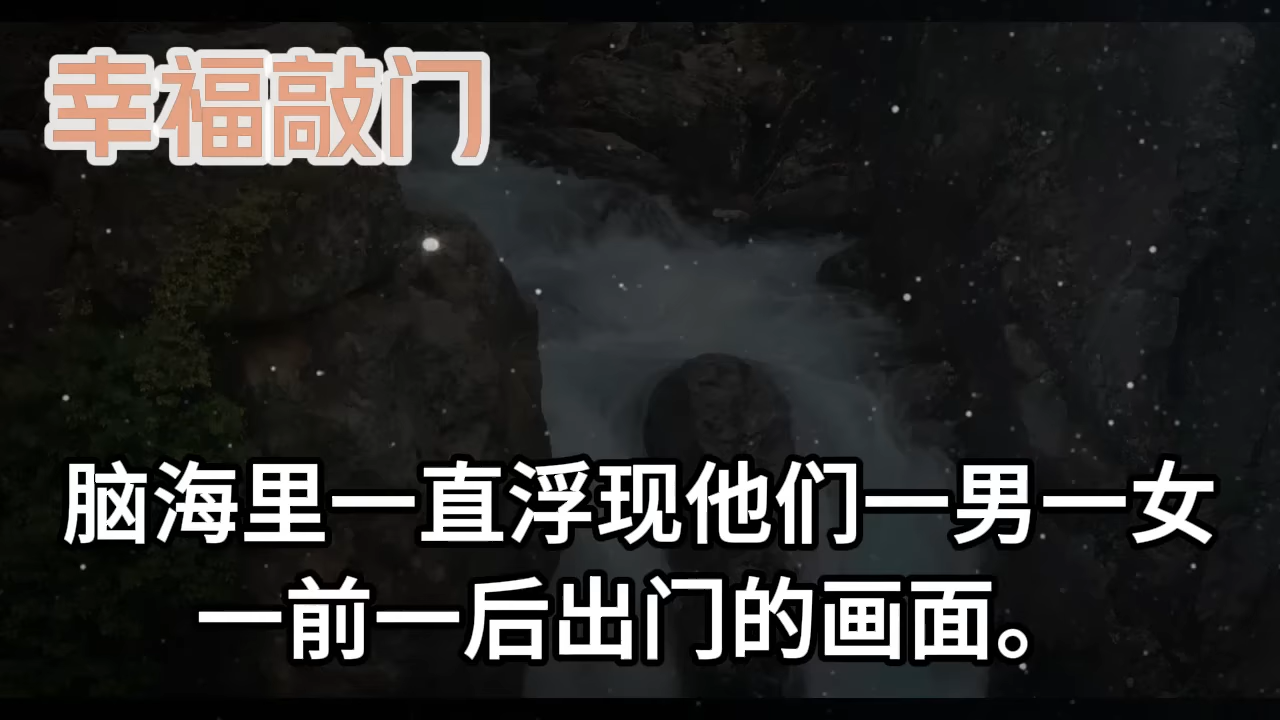 幸福敲门
脑海里一直浮现他们一男一女
一前一后出门的画面。